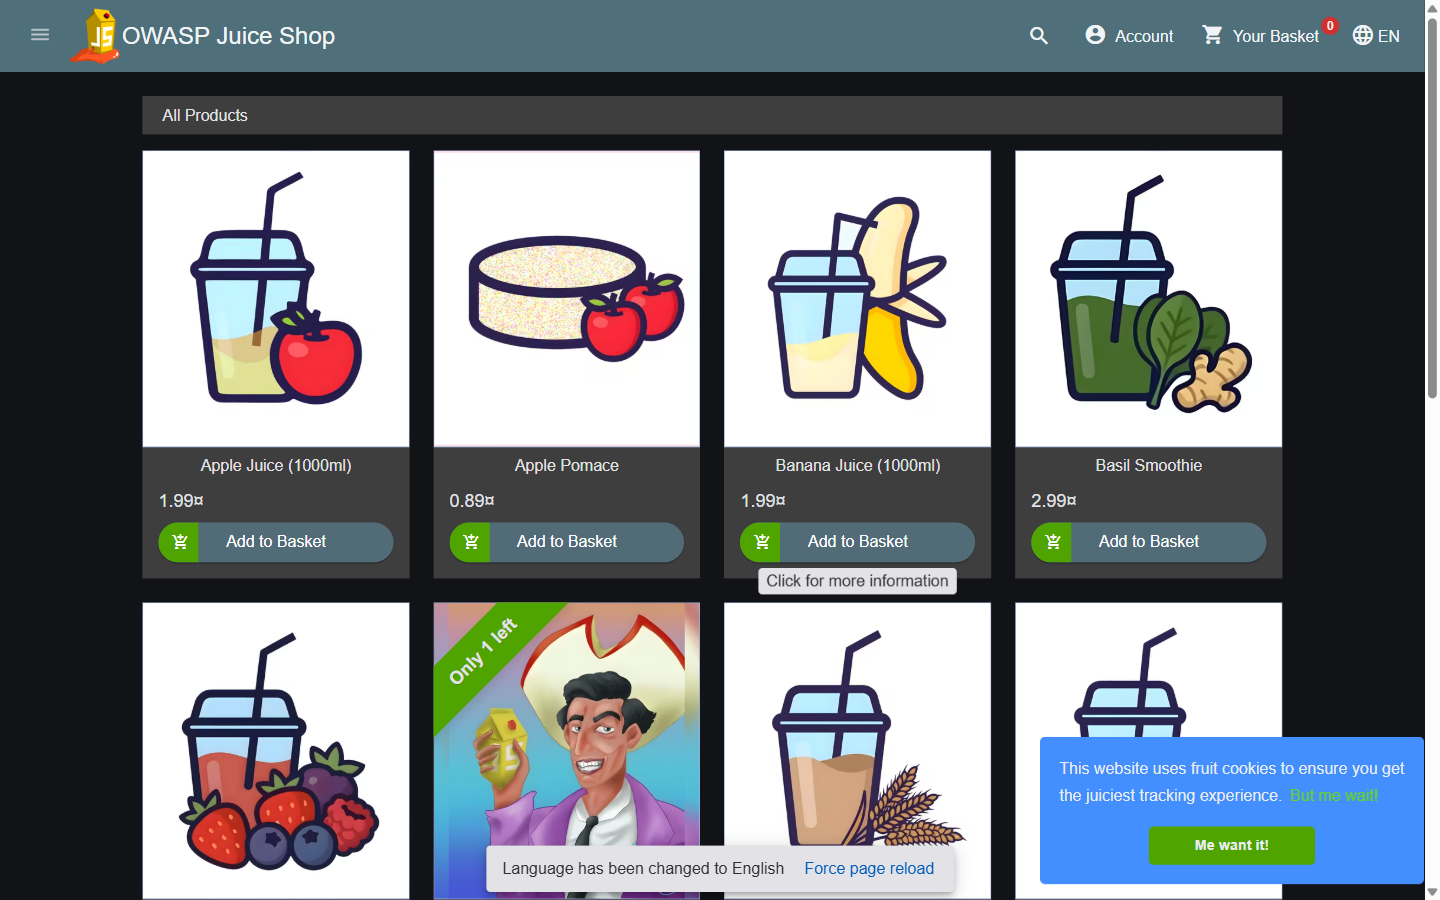 OWASP Juice Shop
Account
Your Basket
0
EN
All Products
Apple Juice (1000ml)
1.99¤
Add to Basket
Apple Pomace
0.89¤
Add to Basket
Banana Juice (1000ml)
1.99¤
Add to Basket
Basil Smoothie
2.99¤
Add to Basket
Click for more information
Only 1 left
This website uses fruit cookies to ensure you get
the juiciest tracking experience. But me wait!
Me want it!
Language has been changed to English Force page reload
JS
JS